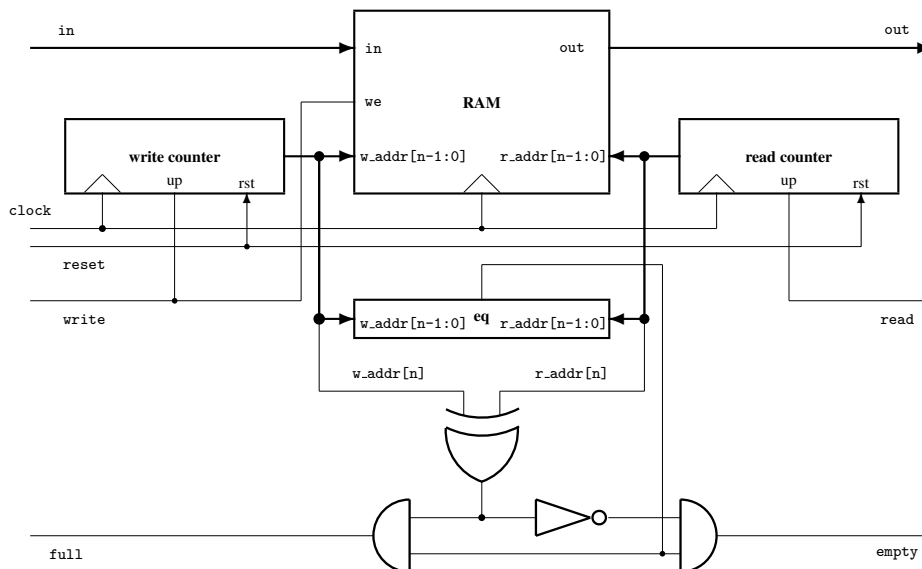 in
out
in
out
we
RAM
write counter
w_addr[n-1:0]
r_addr[n-1:0]
read counter
up
rst
up
rst
clock
reset
write
w_addr[n-1:0]
eq
r_addr[n-1:0]
read
w_addr[n]
r_addr[n]
full
empty